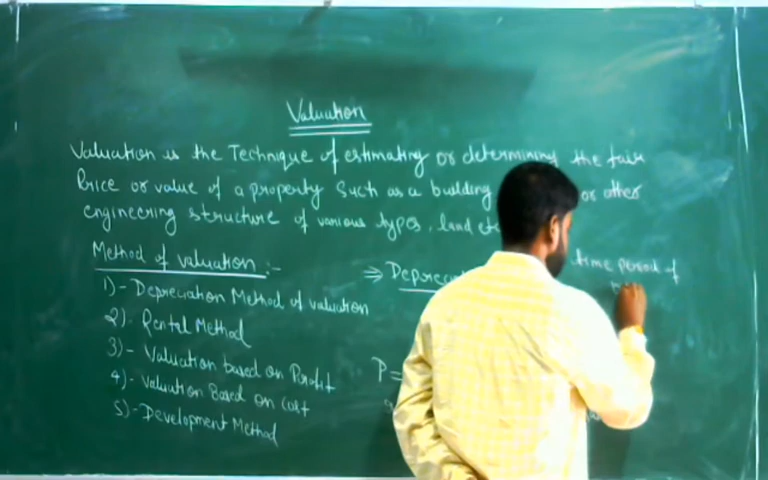 Valuation
Valuation is the Technique of estimating or determining the fair
Price or value of a property Such as a building or other
engineering structure of various types, land etc
Method of valuation :-
1)- Depreciation Method of valuation
2)- Rental Method
3)- Valuation based on Profit
4)- Valuation Based on Cost
5)- Development Method
⇒ Deprecia
time period of
P =